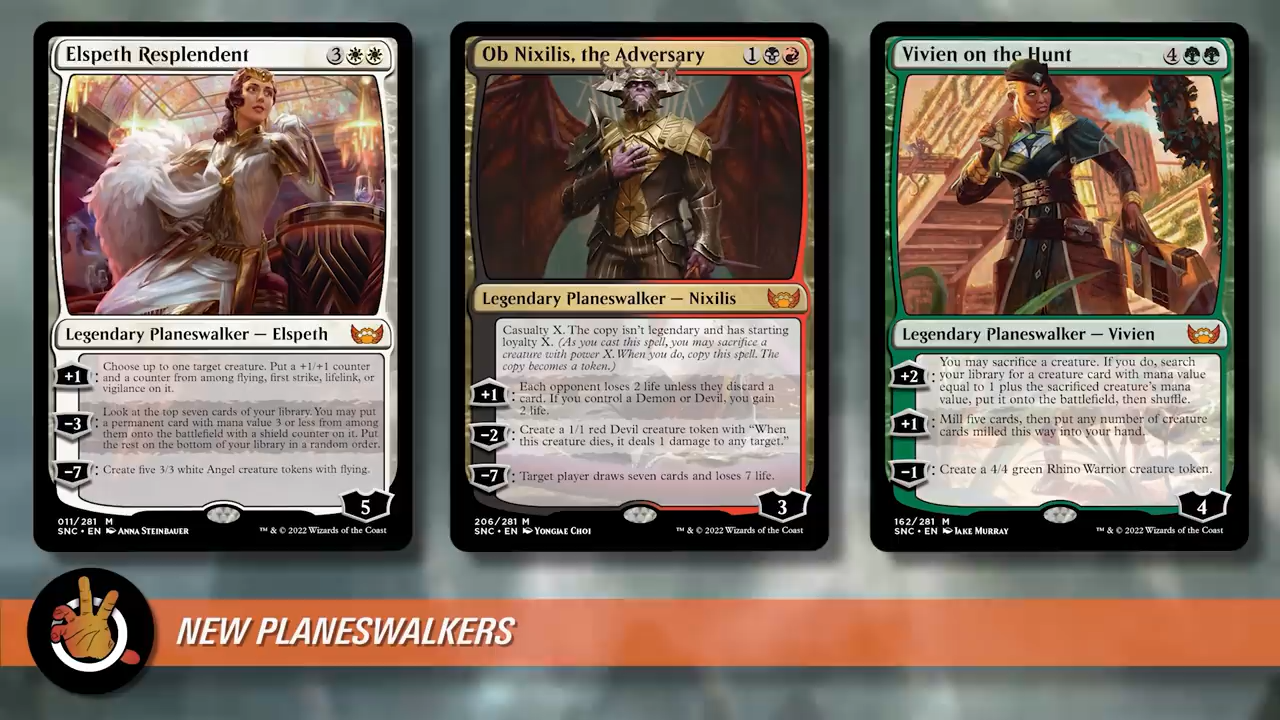 Elspeth Resplendent 3
Legendary Planeswalker — Elspeth
+1: Choose up to one target creature. Put a +1/+1 counter
and a counter from among flying, first strike, lifelink, or
vigilance on it.
−3: Look at the top seven cards of your library. You may put
a permanent card with mana value 3 or less from among
them onto the battlefield with a shield counter on it. Put
the rest on the bottom of your library in a random order.
−7: Create five 3/3 white Angel creature tokens with flying.
5
011/281 M
SNC • EN Anna Steinbauer ™ & © 2022 Wizards of the Coast
Ob Nixilis, the Adversary 1
Legendary Planeswalker — Nixilis
Casualty X. The copy isn't legendary and has starting
loyalty X. (As you cast this spell, you may sacrifice a
creature with power X. When you do, copy this spell. The
copy becomes a token.)
+1: Each opponent loses 2 life unless they discard a
card. If you control a Demon or Devil, you gain
2 life.
−2: Create a 1/1 red Devil creature token with "When
this creature dies, it deals 1 damage to any target."
−7: Target player draws seven cards and loses 7 life.
3
206/281 M
SNC • EN Yongjae Choi ™ & © 2022 Wizards of the Coast
Vivien on the Hunt 4
Legendary Planeswalker — Vivien
+2: You may sacrifice a creature. If you do, search
your library for a creature card with mana value
equal to 1 plus the sacrificed creature's mana
value, put it onto the battlefield, then shuffle.
+1: Mill five cards, then put any number of creature
cards milled this way into your hand.
−1: Create a 4/4 green Rhino Warrior creature token.
4
162/281 M
SNC • EN Jake Murray ™ & © 2022 Wizards of the Coast
NEW PLANESWALKERS